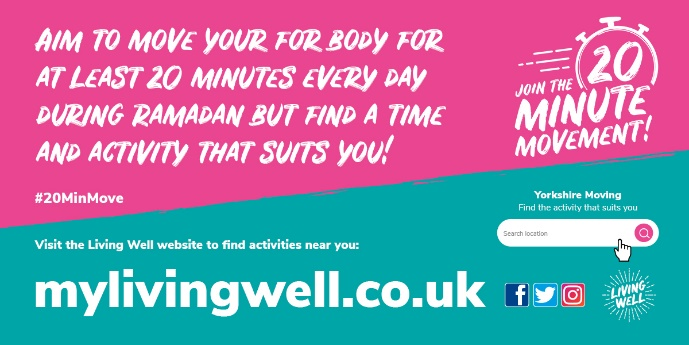 AIM TO MOVE YOUR FOR BODY FOR
AT LEAST 20 MINUTES EVERY DAY
DURING RAMADAN BUT FIND A TIME
AND ACTIVITY THAT SUITS YOU!
#20MinMove
JOIN THE 20
MINUTE
MOVEMENT!
Yorkshire Moving
Find the activity that suits you
Search location
Visit the Living Well website to find activities near you:
mylivingwell.co.uk
LIVING
WELL